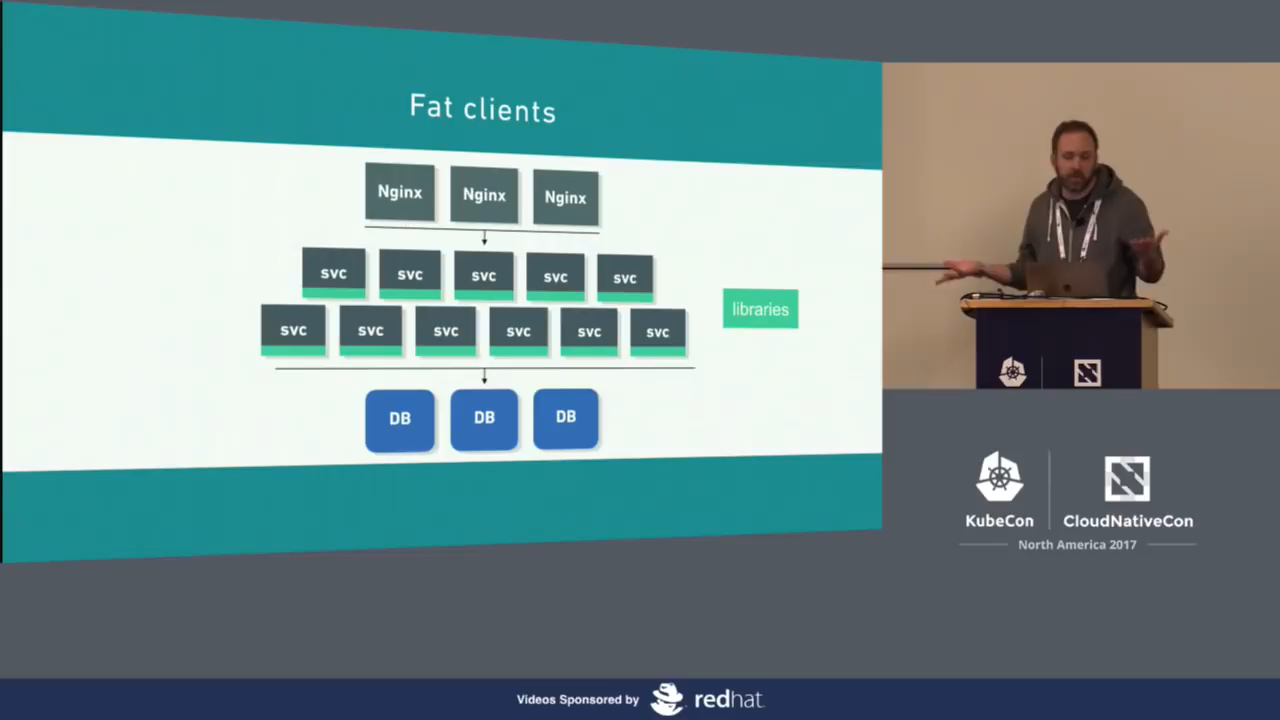 Fat clients
Nginx Nginx Nginx
svc svc svc svc svc
svc svc svc svc svc svc
libraries
DB DB DB
KubeCon CloudNativeCon
North America 2017
Videos Sponsored by redhat.